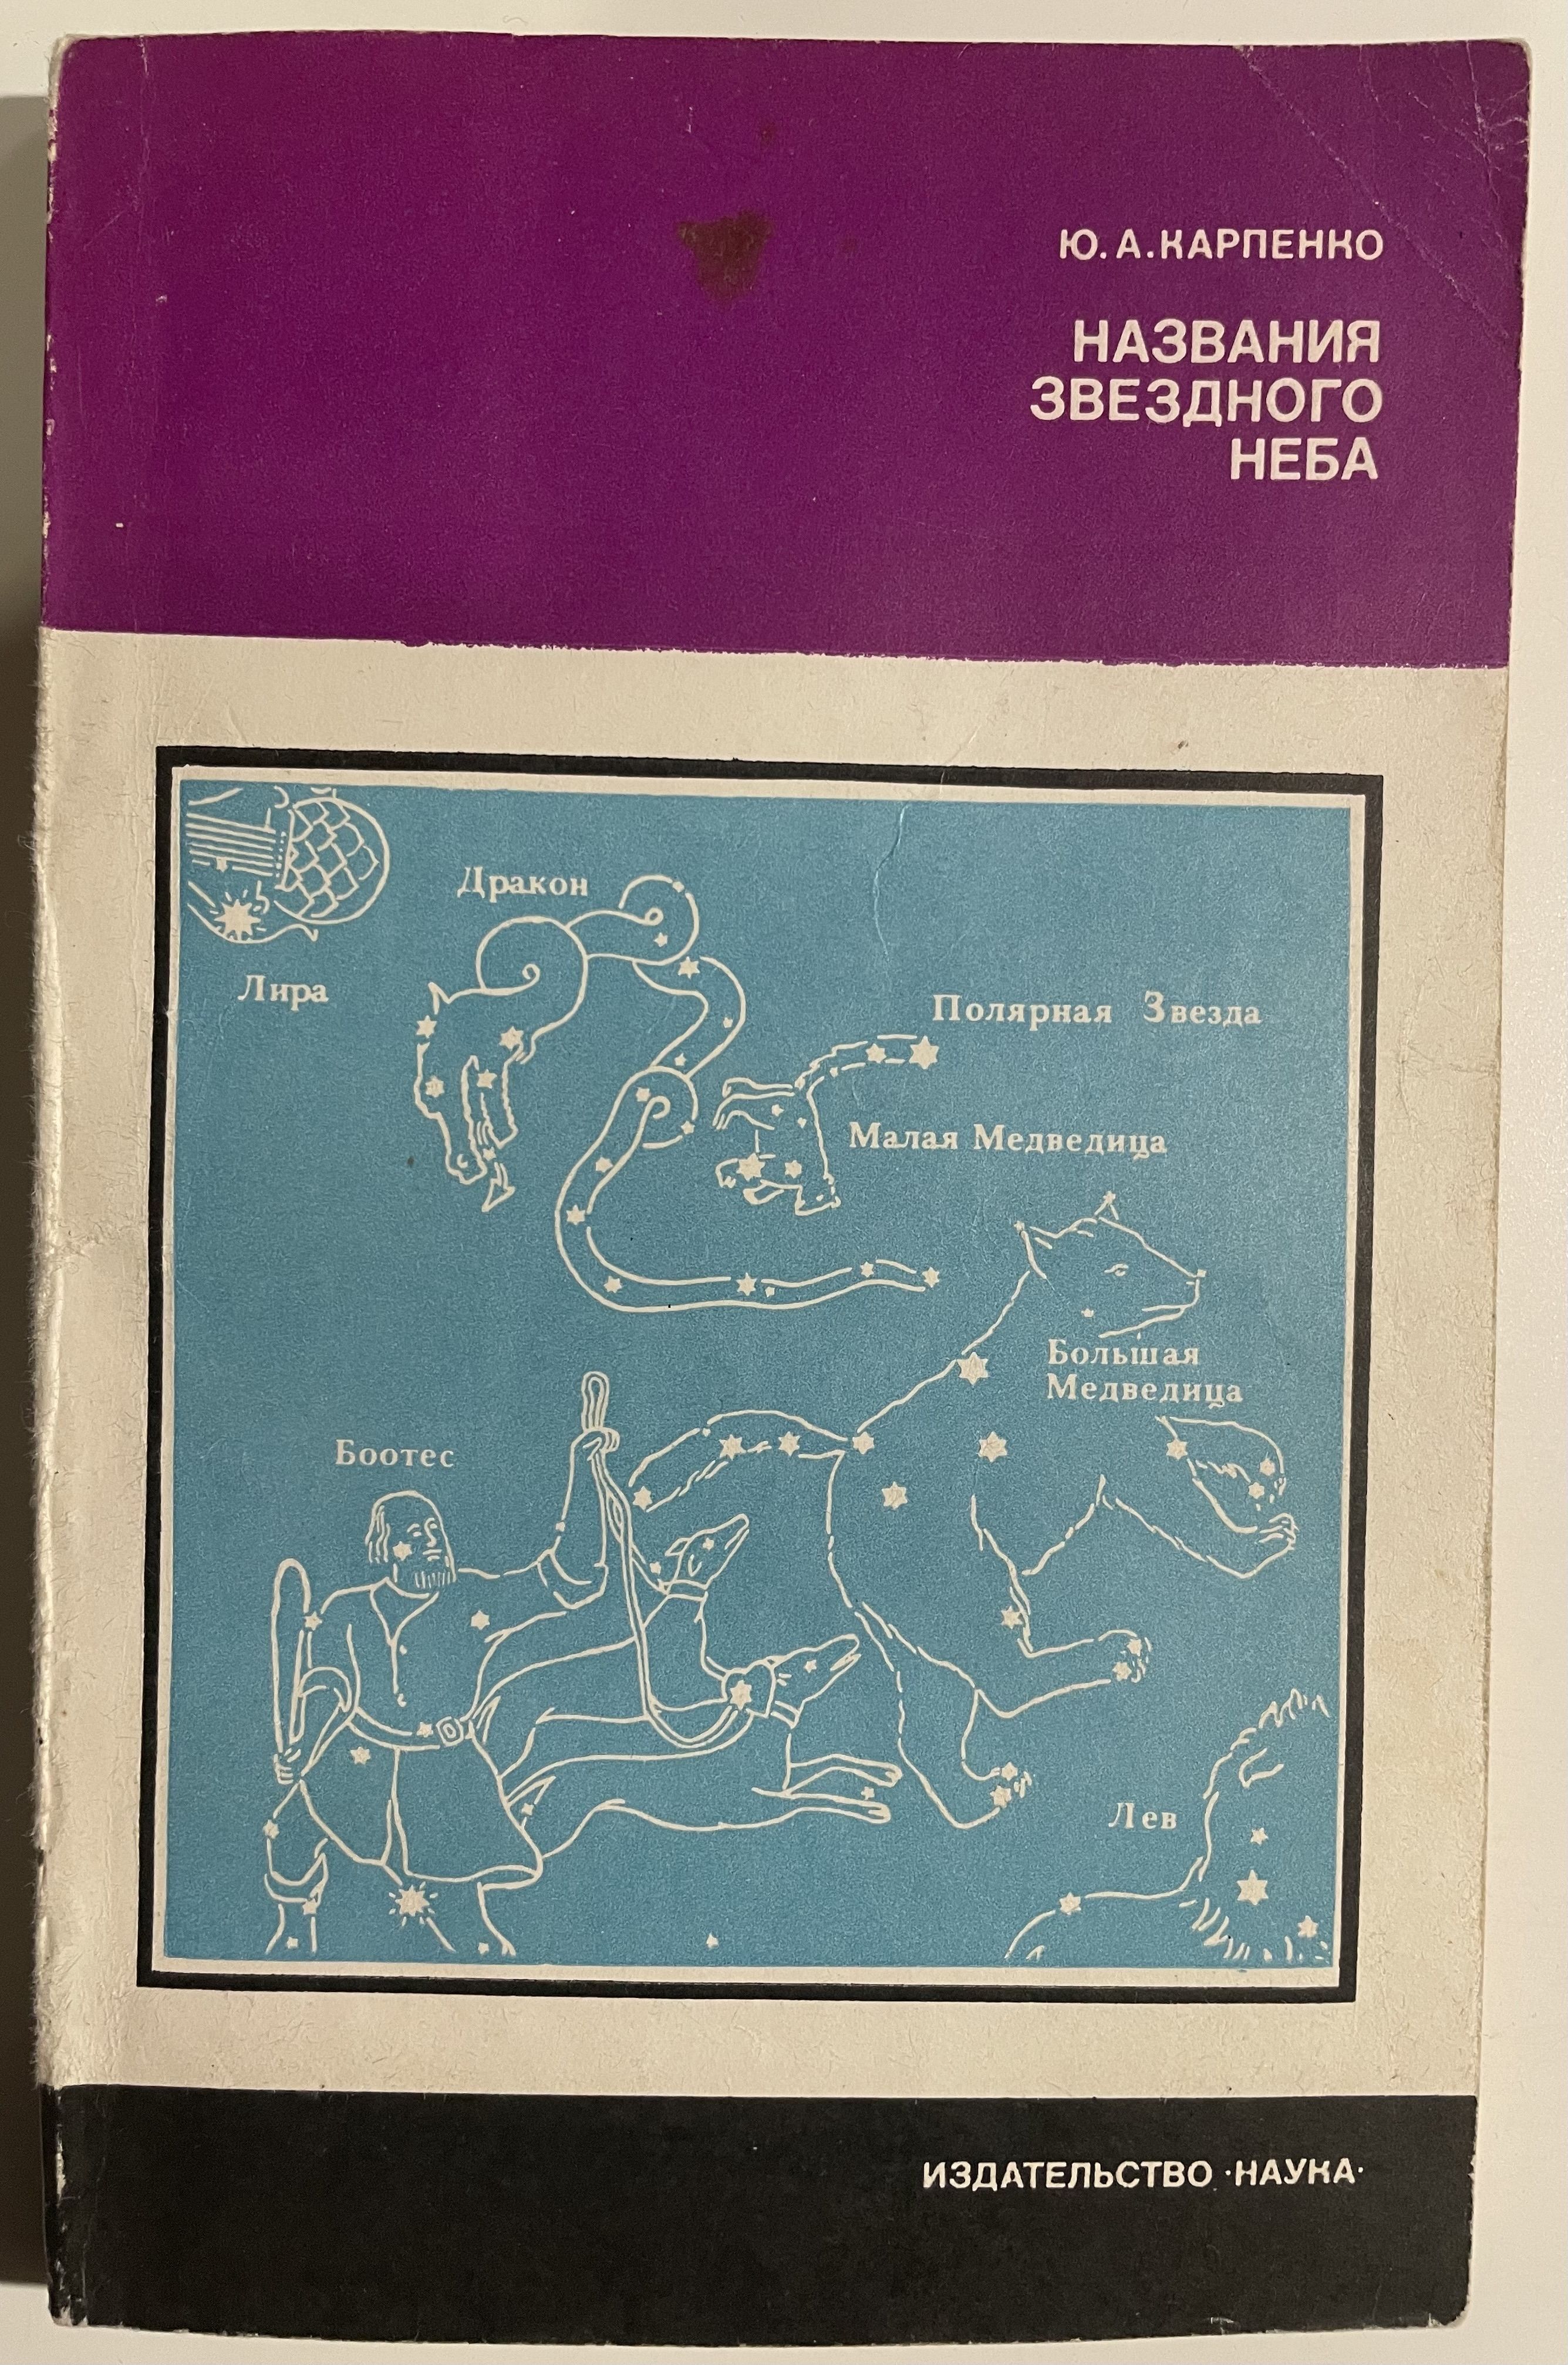 Ю. А. КАРПЕНКО
НАЗВАНИЯ
ЗВЕЗДНОГО
НЕБА
Дракон
Лира
Полярная Звезда
Малая Медведица
Большая
Медведица
Боотес
Лев
ИЗДАТЕЛЬСТВО ·НАУКА·